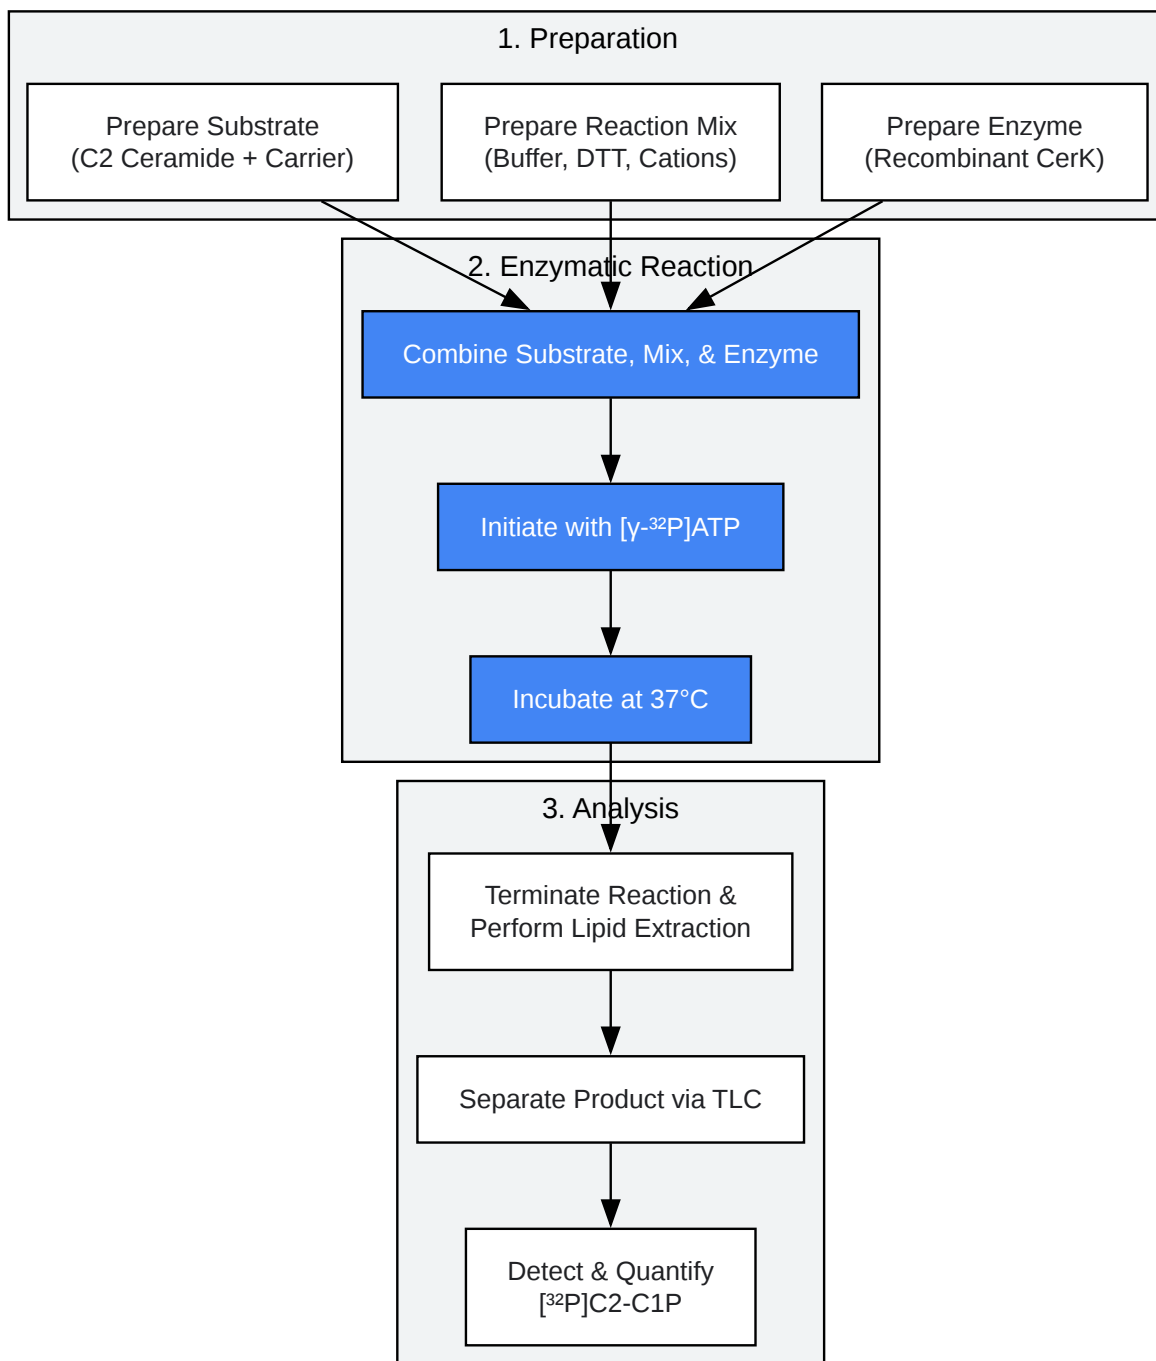 1. Preparation
Prepare Substrate
(C2 Ceramide + Carrier)
Prepare Reaction Mix
(Buffer, DTT, Cations)
Prepare Enzyme
(Recombinant CerK)
2. Enzymatic Reaction
Combine Substrate, Mix, & Enzyme
Initiate with [γ-³²P]ATP
Incubate at 37°C
3. Analysis
Terminate Reaction &
Perform Lipid Extraction
Separate Product via TLC
Detect & Quantify
[³²P]C2-C1P